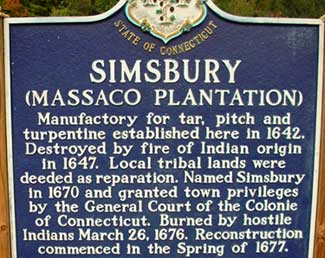 STATE OF CONNECTICUT
SIMSBURY
(MASSACO PLANTATION)
Manufactory for tar, pitch and
turpentine established here in 1642.
Destroyed by fire of Indian origin
in 1647. Local tribal lands were
deeded as reparation. Named Simsbury
in 1670 and granted town privileges
by the General Court of the Colonie
of Connecticut. Burned by hostile
Indians March 26, 1676. Reconstruction
commenced in the Spring of 1677.